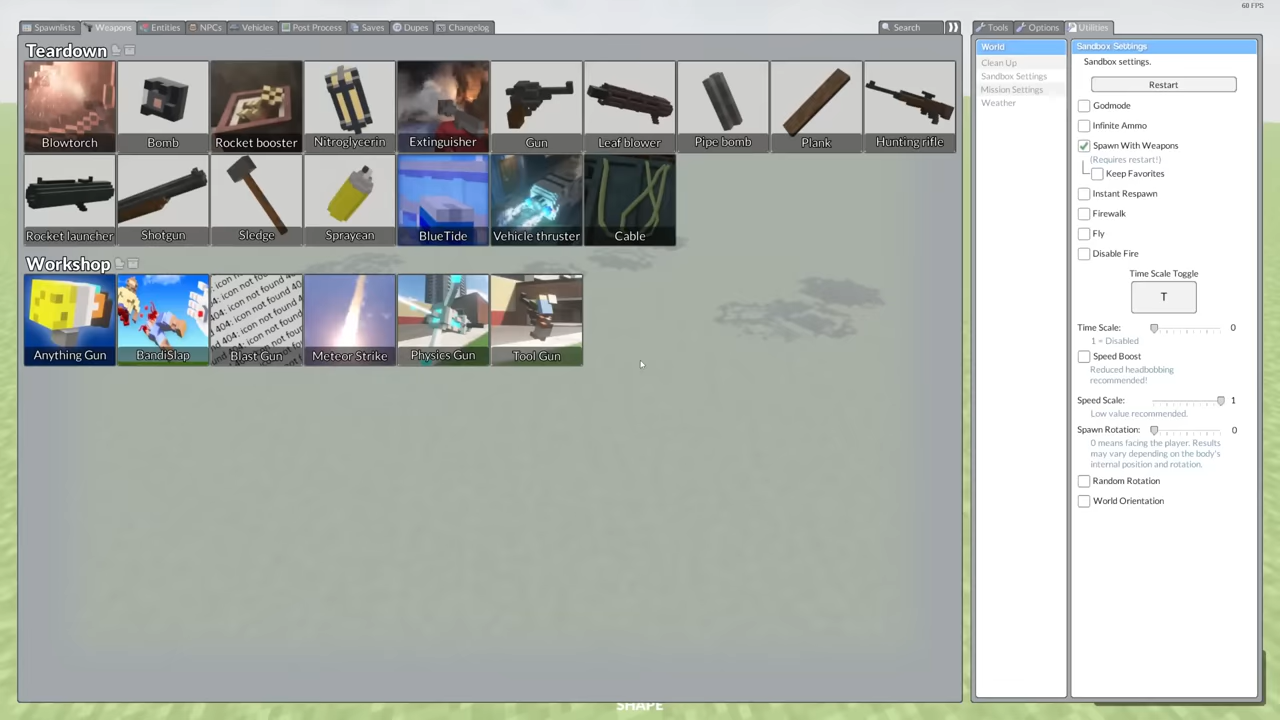 60 FPS
Spawnlists Weapons Entities NPCs Vehicles Post Process Saves Dupes Changelog Search
Tools Options Utilities
Teardown
Blowtorch Bomb Rocket booster Nitroglycerin Extinguisher Gun Leaf blower Pipe bomb Plank Hunting rifle
Rocket launcher Shotgun Sledge Spraycan BlueTide Vehicle thruster Cable
Workshop
Anything Gun BandiSlap Blast Gun Meteor Strike Physics Gun Tool Gun
World
Clean Up
Sandbox Settings
Mission Settings
Weather
Sandbox Settings
Sandbox settings.
Restart
Godmode
Infinite Ammo
Spawn With Weapons
(Requires restart!)
Keep Favorites
Instant Respawn
Firewalk
Fly
Disable Fire
Time Scale Toggle
T
Time Scale: 0
1 = Disabled
Speed Boost
Reduced headbobbing
recommended!
Speed Scale: 1
Low value recommended.
Spawn Rotation: 0
0 means facing the player. Results
may vary depending on the body's
internal position and rotation.
Random Rotation
World Orientation
SHAPE